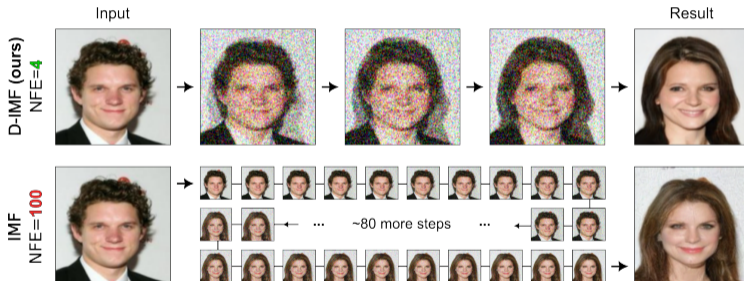 Input
Result
D-IMF (ours)
NFE=4
IMF
NFE=100
... ~80 more steps ...